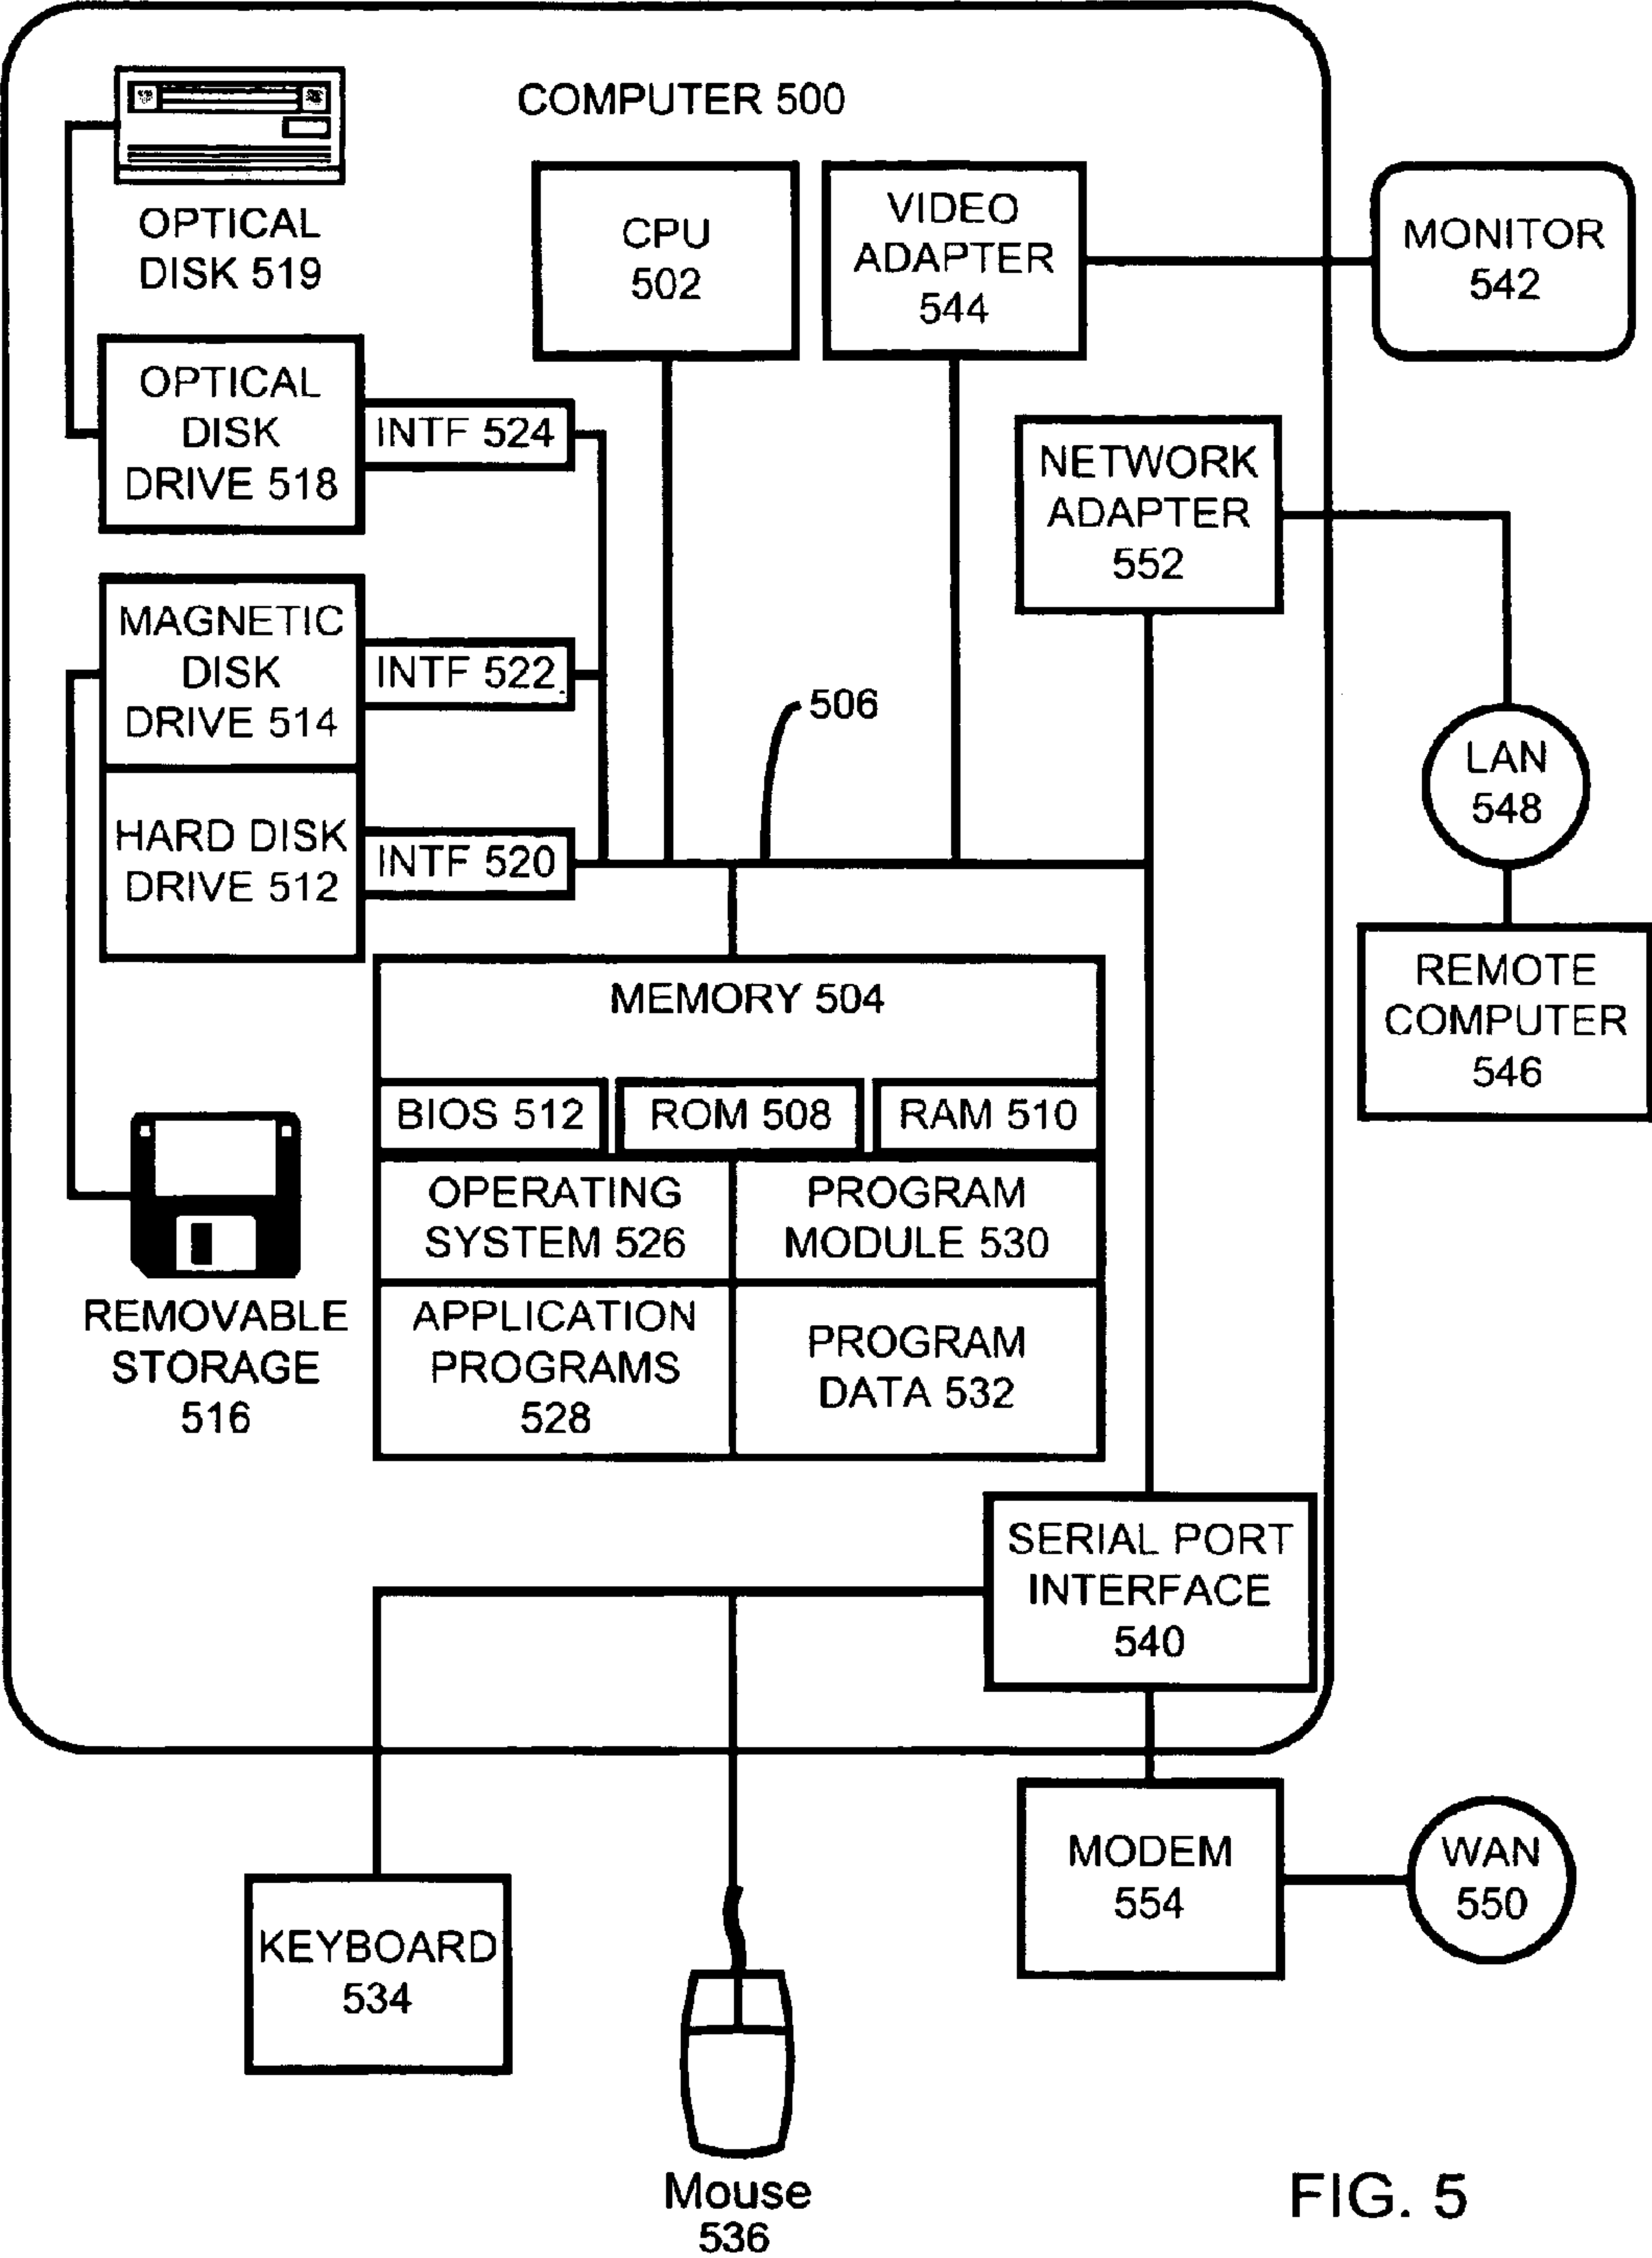 COMPUTER 500
OPTICAL
DISK 519
CPU
502
VIDEO
ADAPTER
544
MONITOR
542
OPTICAL
DISK
DRIVE 518
INTF 524
NETWORK
ADAPTER
552
MAGNETIC
DISK
DRIVE 514
INTF 522
506
LAN
548
HARD DISK
DRIVE 512
INTF 520
REMOTE
COMPUTER
546
MEMORY 504
BIOS 512
ROM 508
RAM 510
OPERATING
SYSTEM 526
PROGRAM
MODULE 530
REMOVABLE
STORAGE
516
APPLICATION
PROGRAMS
528
PROGRAM
DATA 532
SERIAL PORT
INTERFACE
540
MODEM
554
WAN
550
KEYBOARD
534
Mouse
536
FIG. 5